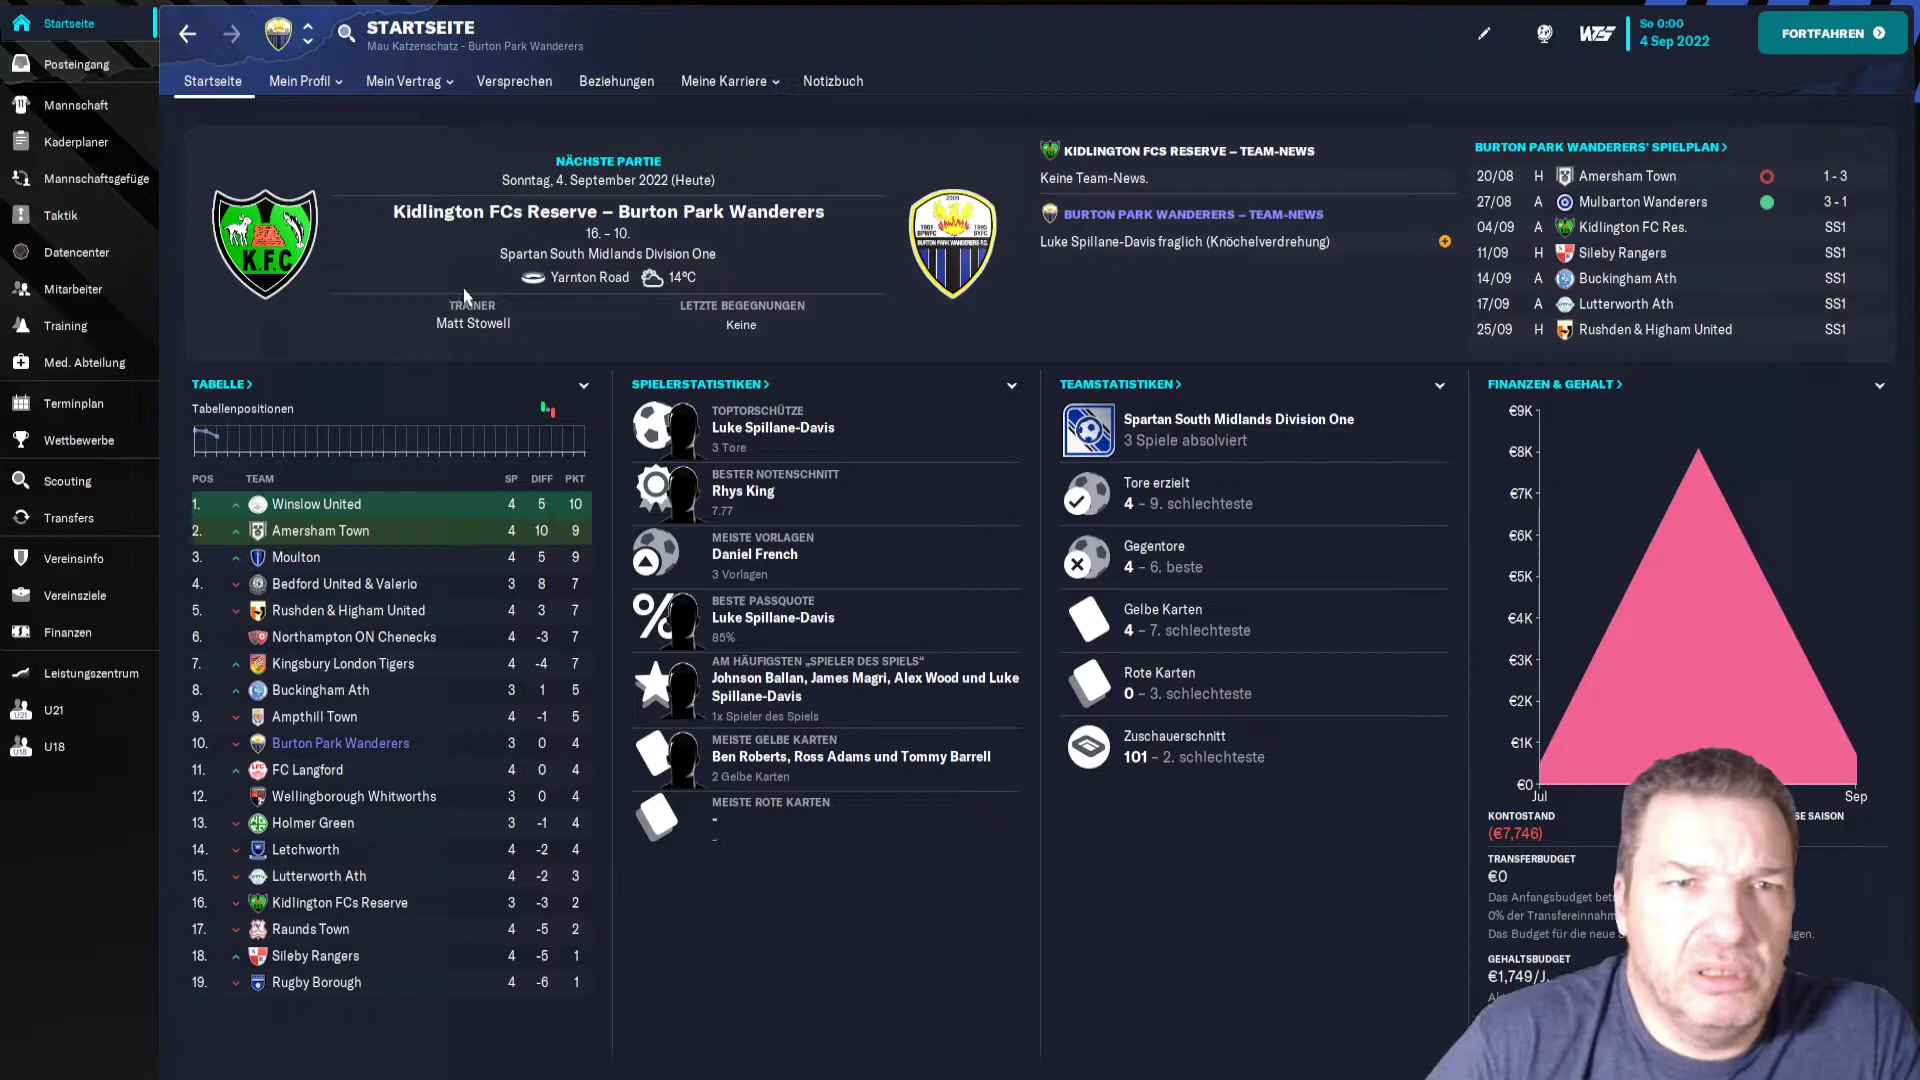 Startseite
Posteingang
Mannschaft
Kaderplaner
Mannschaftsgefüge
Taktik
Datencenter
Mitarbeiter
Training
Med. Abteilung
Terminplan
Wettbewerbe
Scouting
Transfers
Vereinsinfo
Vereinsziele
Finanzen
Leistungszentrum
U21
U18
STARTSEITE
Mau Katzenschatz - Burton Park Wanderers
So 0:00
4 Sep 2022
FORTFAHREN
Startseite Mein Profil Mein Vertrag Versprechen Beziehungen Meine Karriere Notizbuch
NÄCHSTE PARTIE
Sonntag, 4. September 2022 (Heute)
Kidlington FCs Reserve – Burton Park Wanderers
16. – 10.
Spartan South Midlands Division One
Yarnton Road 14°C
TRAINER
Matt Stowell
LETZTE BEGEGNUNGEN
Keine
K.F.C
KIDLINGTON FCS RESERVE – TEAM-NEWS
Keine Team-News.
BURTON PARK WANDERERS – TEAM-NEWS
Luke Spillane-Davis fraglich (Knöchelverdrehung)
BURTON PARK WANDERERS' SPIELPLAN >
20/08 H Amersham Town 1 - 3
27/08 A Mulbarton Wanderers 3 - 1
04/09 A Kidlington FC Res. SS1
11/09 H Sileby Rangers SS1
14/09 A Buckingham Ath SS1
17/09 A Lutterworth Ath SS1
25/09 H Rushden & Higham United SS1
TABELLE >
Tabellenpositionen
POS TEAM SP DIFF PKT
1. Winslow United 4 5 10
2. Amersham Town 4 10 9
3. Moulton 4 5 9
4. Bedford United & Valerio 3 8 7
5. Rushden & Higham United 4 3 7
6. Northampton ON Chenecks 4 -3 7
7. Kingsbury London Tigers 4 -4 7
8. Buckingham Ath 3 1 5
9. Ampthill Town 4 -1 5
10. Burton Park Wanderers 3 0 4
11. FC Langford 4 0 4
12. Wellingborough Whitworths 3 0 4
13. Holmer Green 3 -1 4
14. Letchworth 4 -2 4
15. Lutterworth Ath 4 -2 3
16. Kidlington FCs Reserve 3 -3 2
17. Raunds Town 4 -5 2
18. Sileby Rangers 4 -5 1
19. Rugby Borough 4 -6 1
SPIELERSTATISTIKEN >
TOPTORSCHÜTZE
Luke Spillane-Davis
3 Tore
BESTER NOTENSCHNITT
Rhys King
7.77
MEISTE VORLAGEN
Daniel French
3 Vorlagen
BESTE PASSQUOTE
Luke Spillane-Davis
85%
AM HÄUFIGSTEN „SPIELER DES SPIELS“
Johnson Ballan, James Magri, Alex Wood und Luke
Spillane-Davis
1x Spieler des Spiels
MEISTE GELBE KARTEN
Ben Roberts, Ross Adams und Tommy Barrell
2 Gelbe Karten
MEISTE ROTE KARTEN
-
-
TEAMSTATISTIKEN >
Spartan South Midlands Division One
3 Spiele absolviert
Tore erzielt
4 – 9. schlechteste
Gegentore
4 – 6. beste
Gelbe Karten
4 – 7. schlechteste
Rote Karten
0 – 3. schlechteste
Zuschauerschnitt
101 – 2. schlechteste
FINANZEN & GEHALT >
€9K
€8K
€7K
€6K
€5K
€4K
€3K
€2K
€1K
€0
Jul Sep
KONTOSTAND SE SAISON
(€7,746)
TRANSFERBUDGET
€0
Das Anfangsbudget
0% der Transfereinnahm
Das Budget für die neue ngen.
GEHALTSBUDGET
€1,749/J.